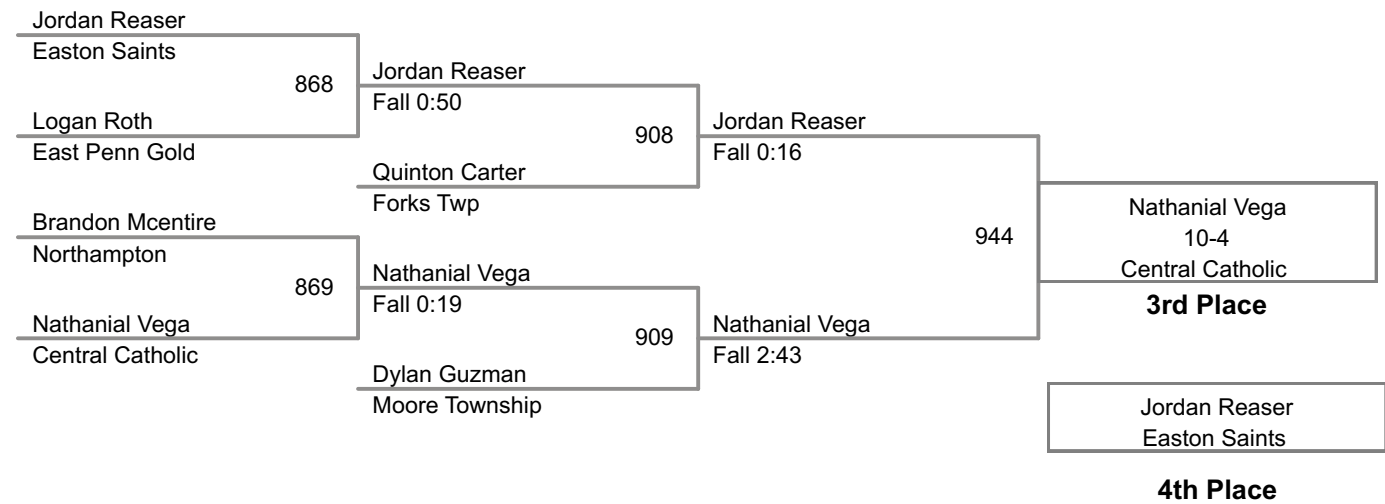 Jordan Reaser
Easton Saints
868
Logan Roth
East Penn Gold
Brandon Mcentire
Northampton
869
Nathanial Vega
Central Catholic
Jordan Reaser
Fall 0:50
908
Quinton Carter
Forks Twp
Nathanial Vega
Fall 0:19
909
Dylan Guzman
Moore Township
Jordan Reaser
Fall 0:16
944
Nathanial Vega
Fall 2:43
Nathanial Vega
10-4
Central Catholic
3rd Place
Jordan Reaser
Easton Saints
4th Place